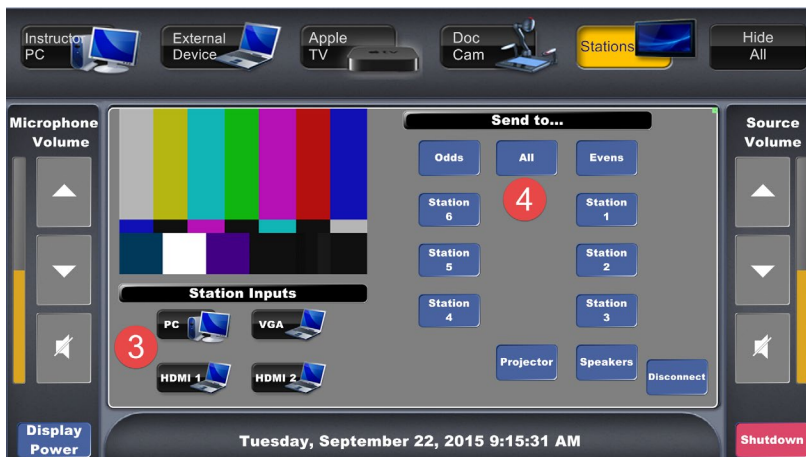 Instructor
PC
External
Device
Apple
TV
tv
Doc
Cam
Stations
Hide
All
Microphone
Volume
Send to...
Source
Volume
Odds
All
Evens
Station
6
4
Station
1
Station
5
Station
2
Station Inputs
Station
4
Station
3
3
PC
VGA
HDMI 1
HDMI 2
Projector
Speakers
Disconnect
Display
Power
Tuesday, September 22, 2015 9:15:31 AM
Shutdown